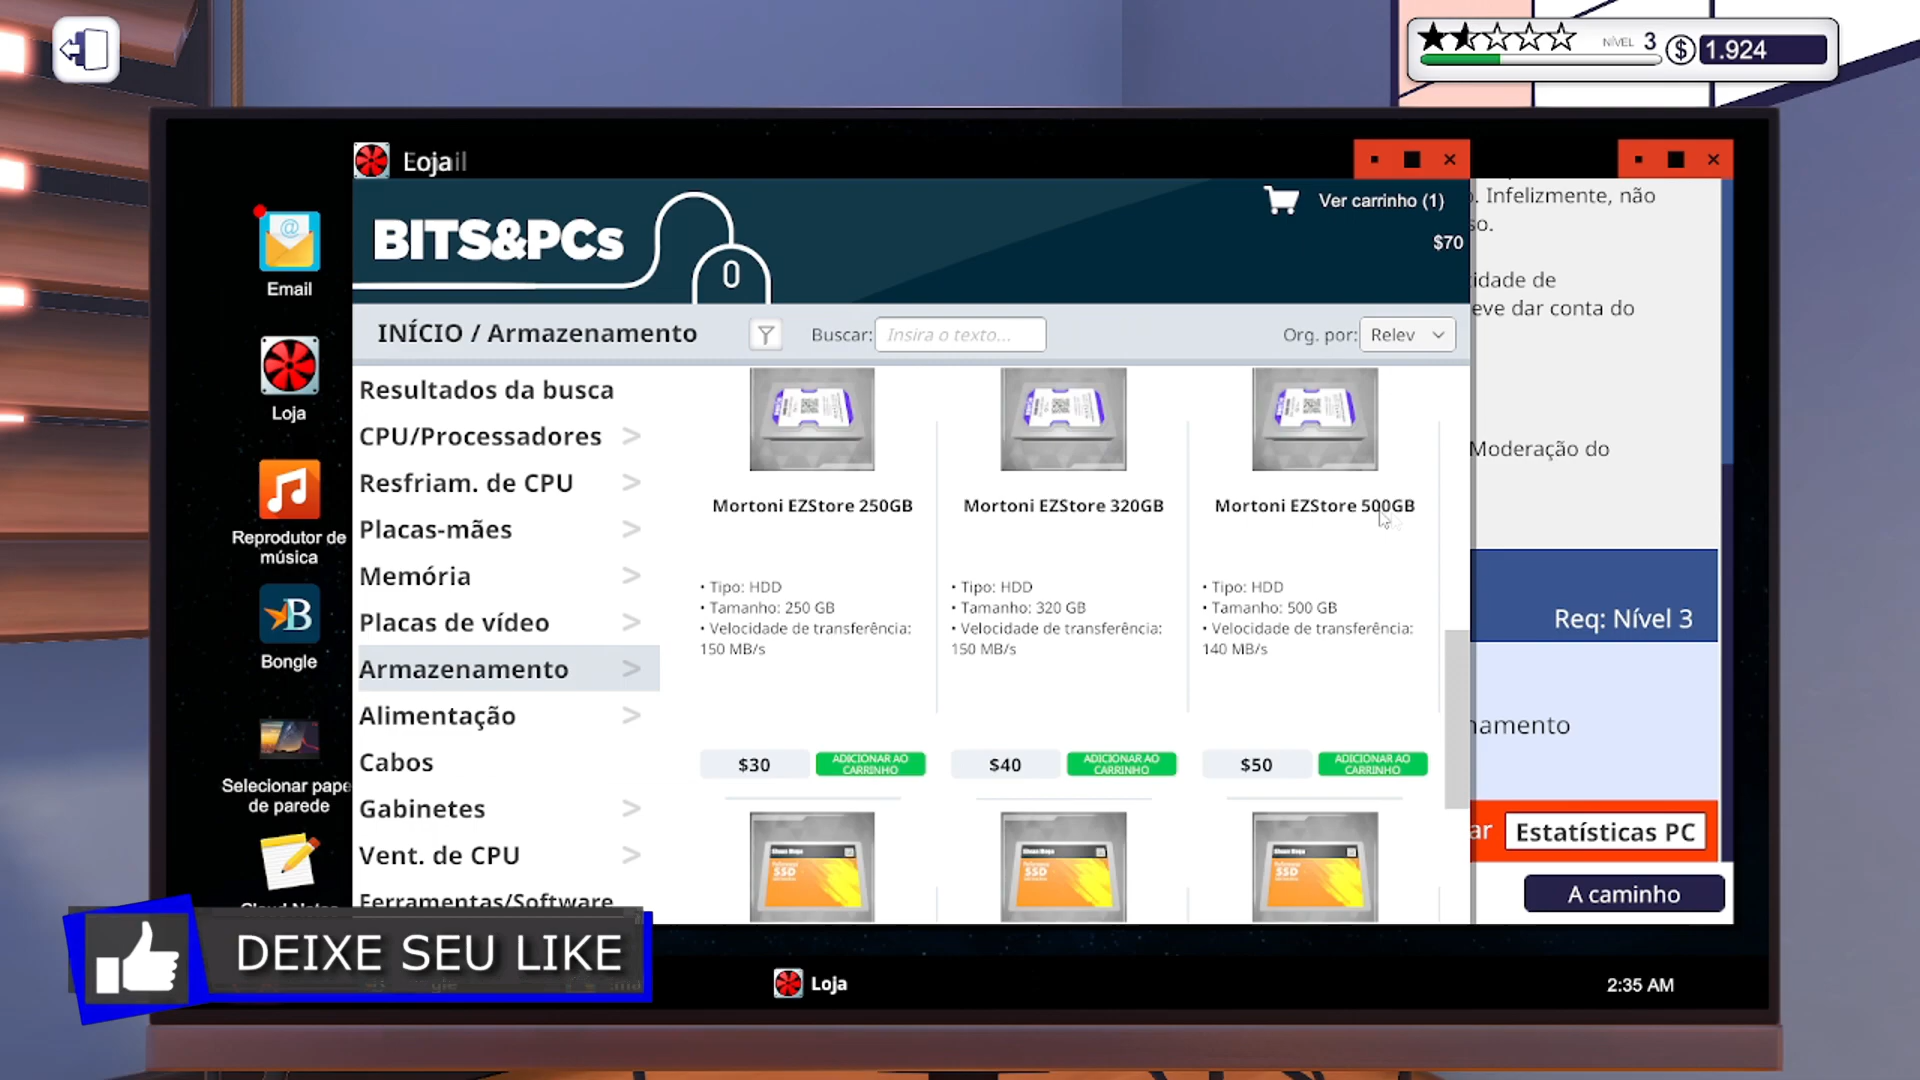 NÍVEL 3
$ 1.924
Loja
Ver carrinho (1)
$70
BITS&PCs
. Infelizmente, não
so.
idade de
eve dar conta do
Moderação do
Req: Nível 3
namento
ar
Estatísticas PC
A caminho
Email
Loja
Reprodutor de
música
Bongle
Selecionar pape
de parede
INÍCIO / Armazenamento
Buscar:
Insira o texto...
Org. por:
Relev
Resultados da busca
CPU/Processadores >
Resfriam. de CPU >
Placas-mães >
Memória >
Placas de vídeo >
Armazenamento >
Alimentação >
Cabos
Gabinetes >
Vent. de CPU >
Ferramentas/Software
Mortoni EZStore 250GB
• Tipo: HDD
• Tamanho: 250 GB
• Velocidade de transferência:
150 MB/s
$30
ADICIONAR AO
CARRINHO
Mortoni EZStore 320GB
• Tipo: HDD
• Tamanho: 320 GB
• Velocidade de transferência:
150 MB/s
$40
ADICIONAR AO
CARRINHO
Mortoni EZStore 500GB
• Tipo: HDD
• Tamanho: 500 GB
• Velocidade de transferência:
140 MB/s
$50
ADICIONAR AO
CARRINHO
SSD
SSD
SSD
DEIXE SEU LIKE
Loja
2:35 AM